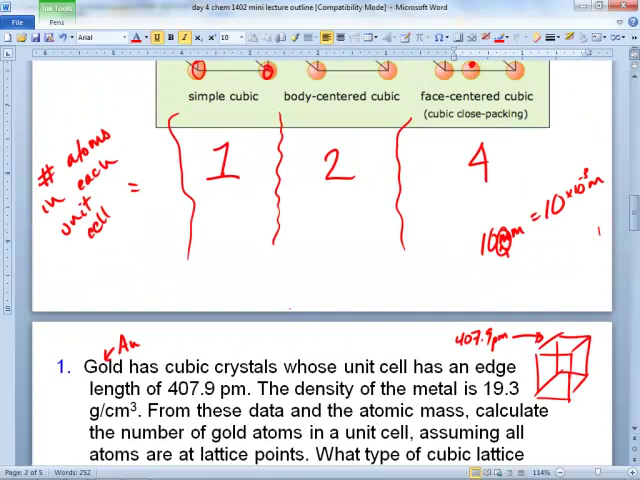 Ink Tools
day 4 chem 1402 mini lecture outline [Compatibility Mode] - Microsoft Word
File
Pens
Arial
10
simple cubic
body-centered cubic
face-centered cubic
(cubic close-packing)
# atoms
in each
unit
cell
=
1
2
4
10mm = 10 ×10⁻³m
Au
407.9pm
1. Gold has cubic crystals whose unit cell has an edge
length of 407.9 pm. The density of the metal is 19.3
g/cm³. From these data and the atomic mass, calculate
the number of gold atoms in a unit cell, assuming all
atoms are at lattice points. What type of cubic lattice
Page: 2 of 5
Words: 252
114%